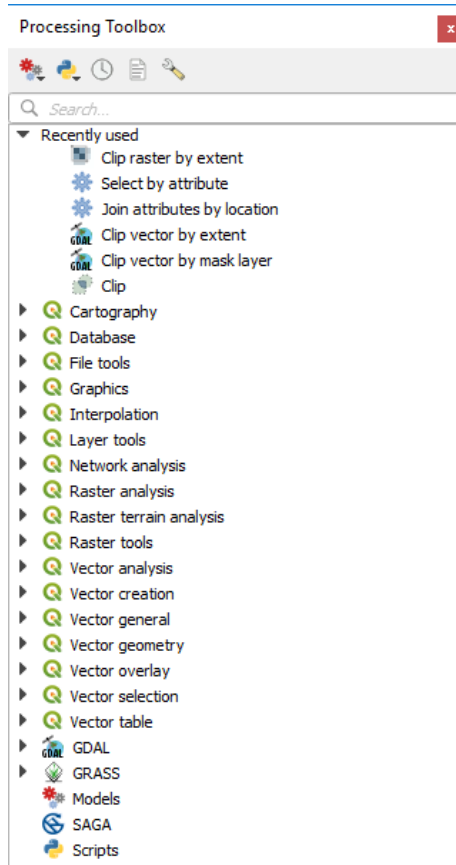 Processing Toolbox
x
Search...
Recently used
Clip raster by extent
Select by attribute
Join attributes by location
GDAL Clip vector by extent
GDAL Clip vector by mask layer
Clip
Cartography
Database
File tools
Graphics
Interpolation
Layer tools
Network analysis
Raster analysis
Raster terrain analysis
Raster tools
Vector analysis
Vector creation
Vector general
Vector geometry
Vector overlay
Vector selection
Vector table
GDAL GDAL
GRASS
Models
SAGA
Scripts